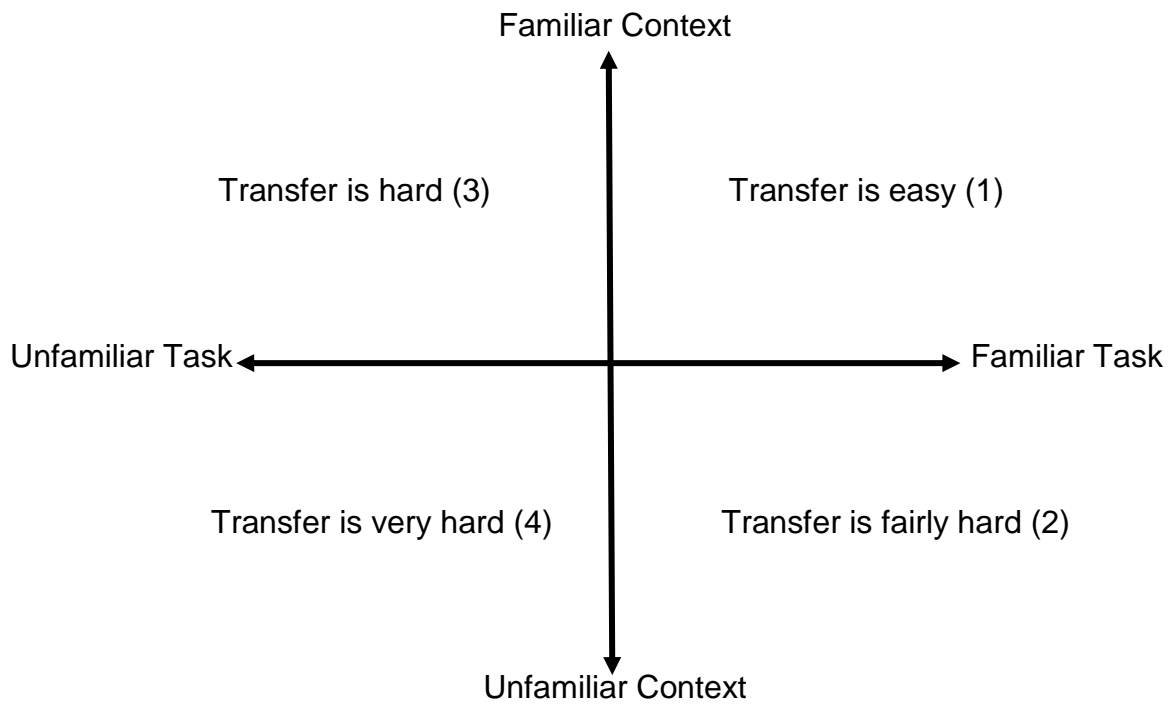 Familiar Context
Transfer is hard (3)
Transfer is easy (1)
Unfamiliar Task
Familiar Task
Transfer is very hard (4)
Transfer is fairly hard (2)
Unfamiliar Context